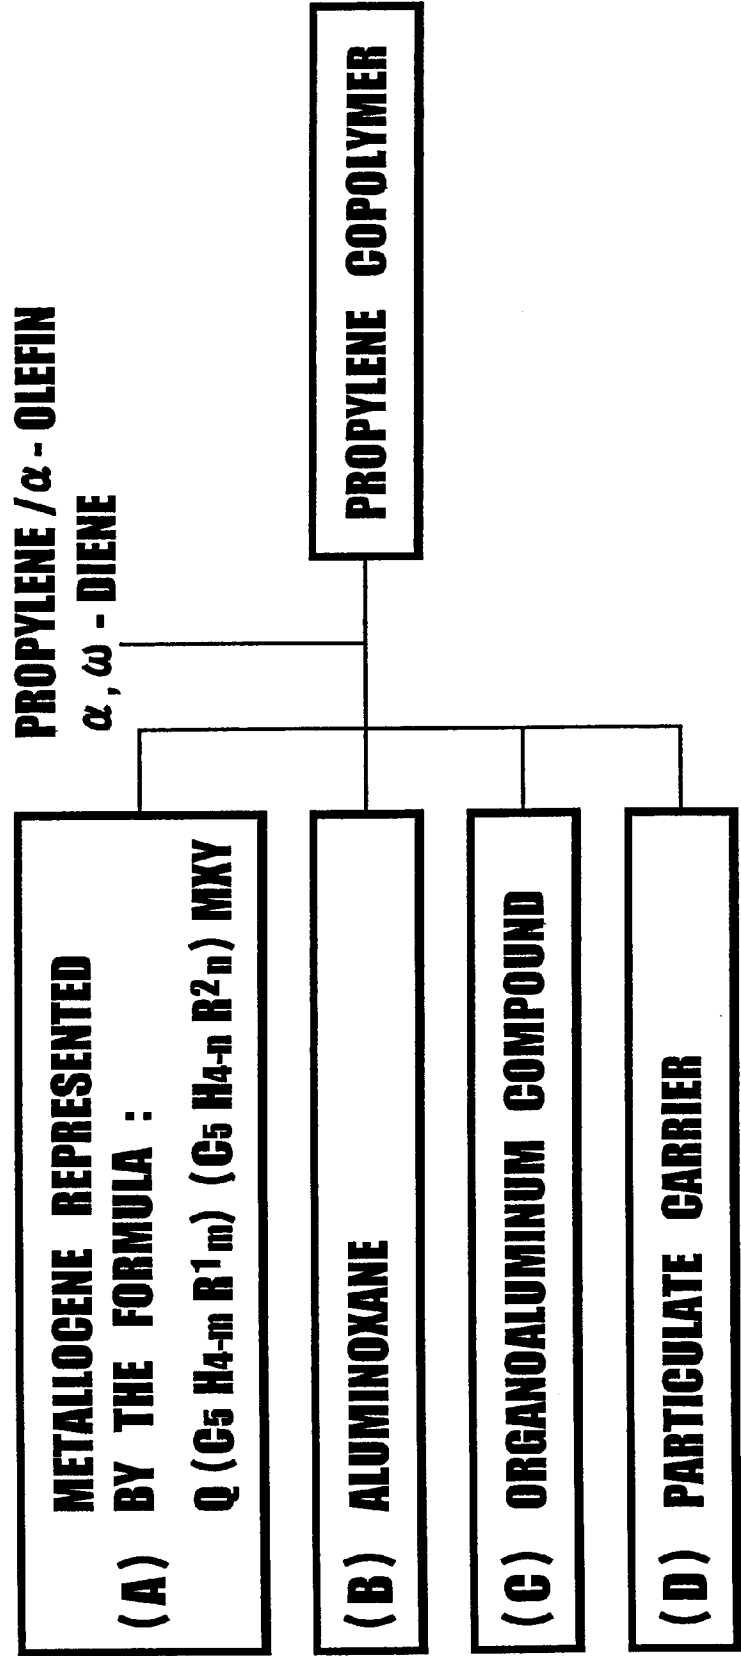 PROPYLENE / α - OLEFIN
α , ω - DIENE
METALLOCENE REPRESENTED
(A) BY THE FORMULA :
Q (C5 H4-m R¹m) (C5 H4-n R²n) MXY
(B) ALUMINOXANE
PROPYLENE COPOLYMER
(C) ORGANOALUMINUM COMPOUND
(D) PARTICULATE CARRIER